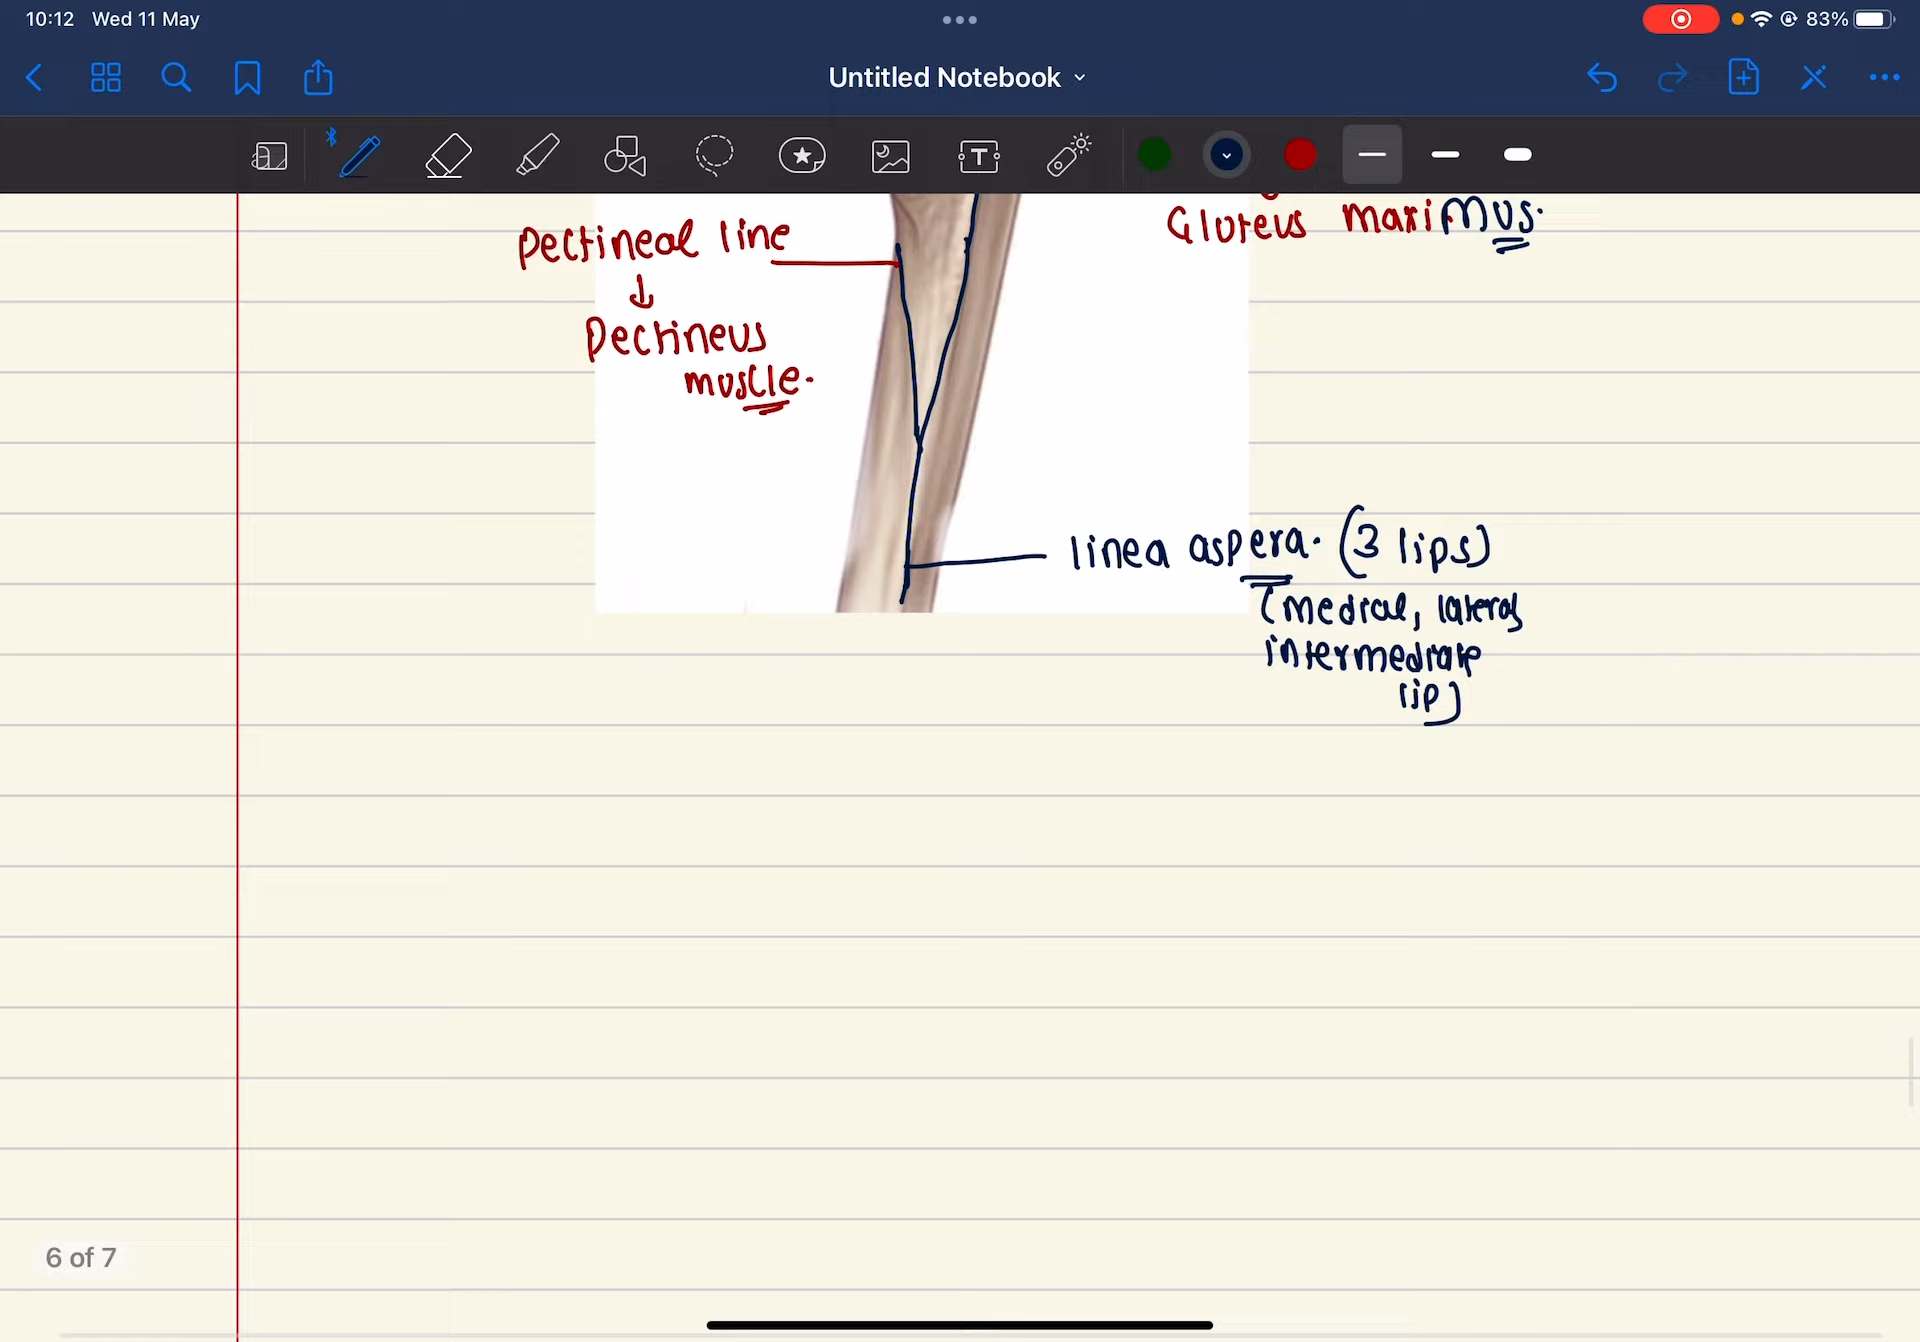 10:12 Wed 11 May
83%
Untitled Notebook
T
Gluteus maximus.
Pectineal line
↓
Pectineus
muscle.
linea aspera. (3 lips)
(medial, lateral
intermediate
lip)
6 of 7